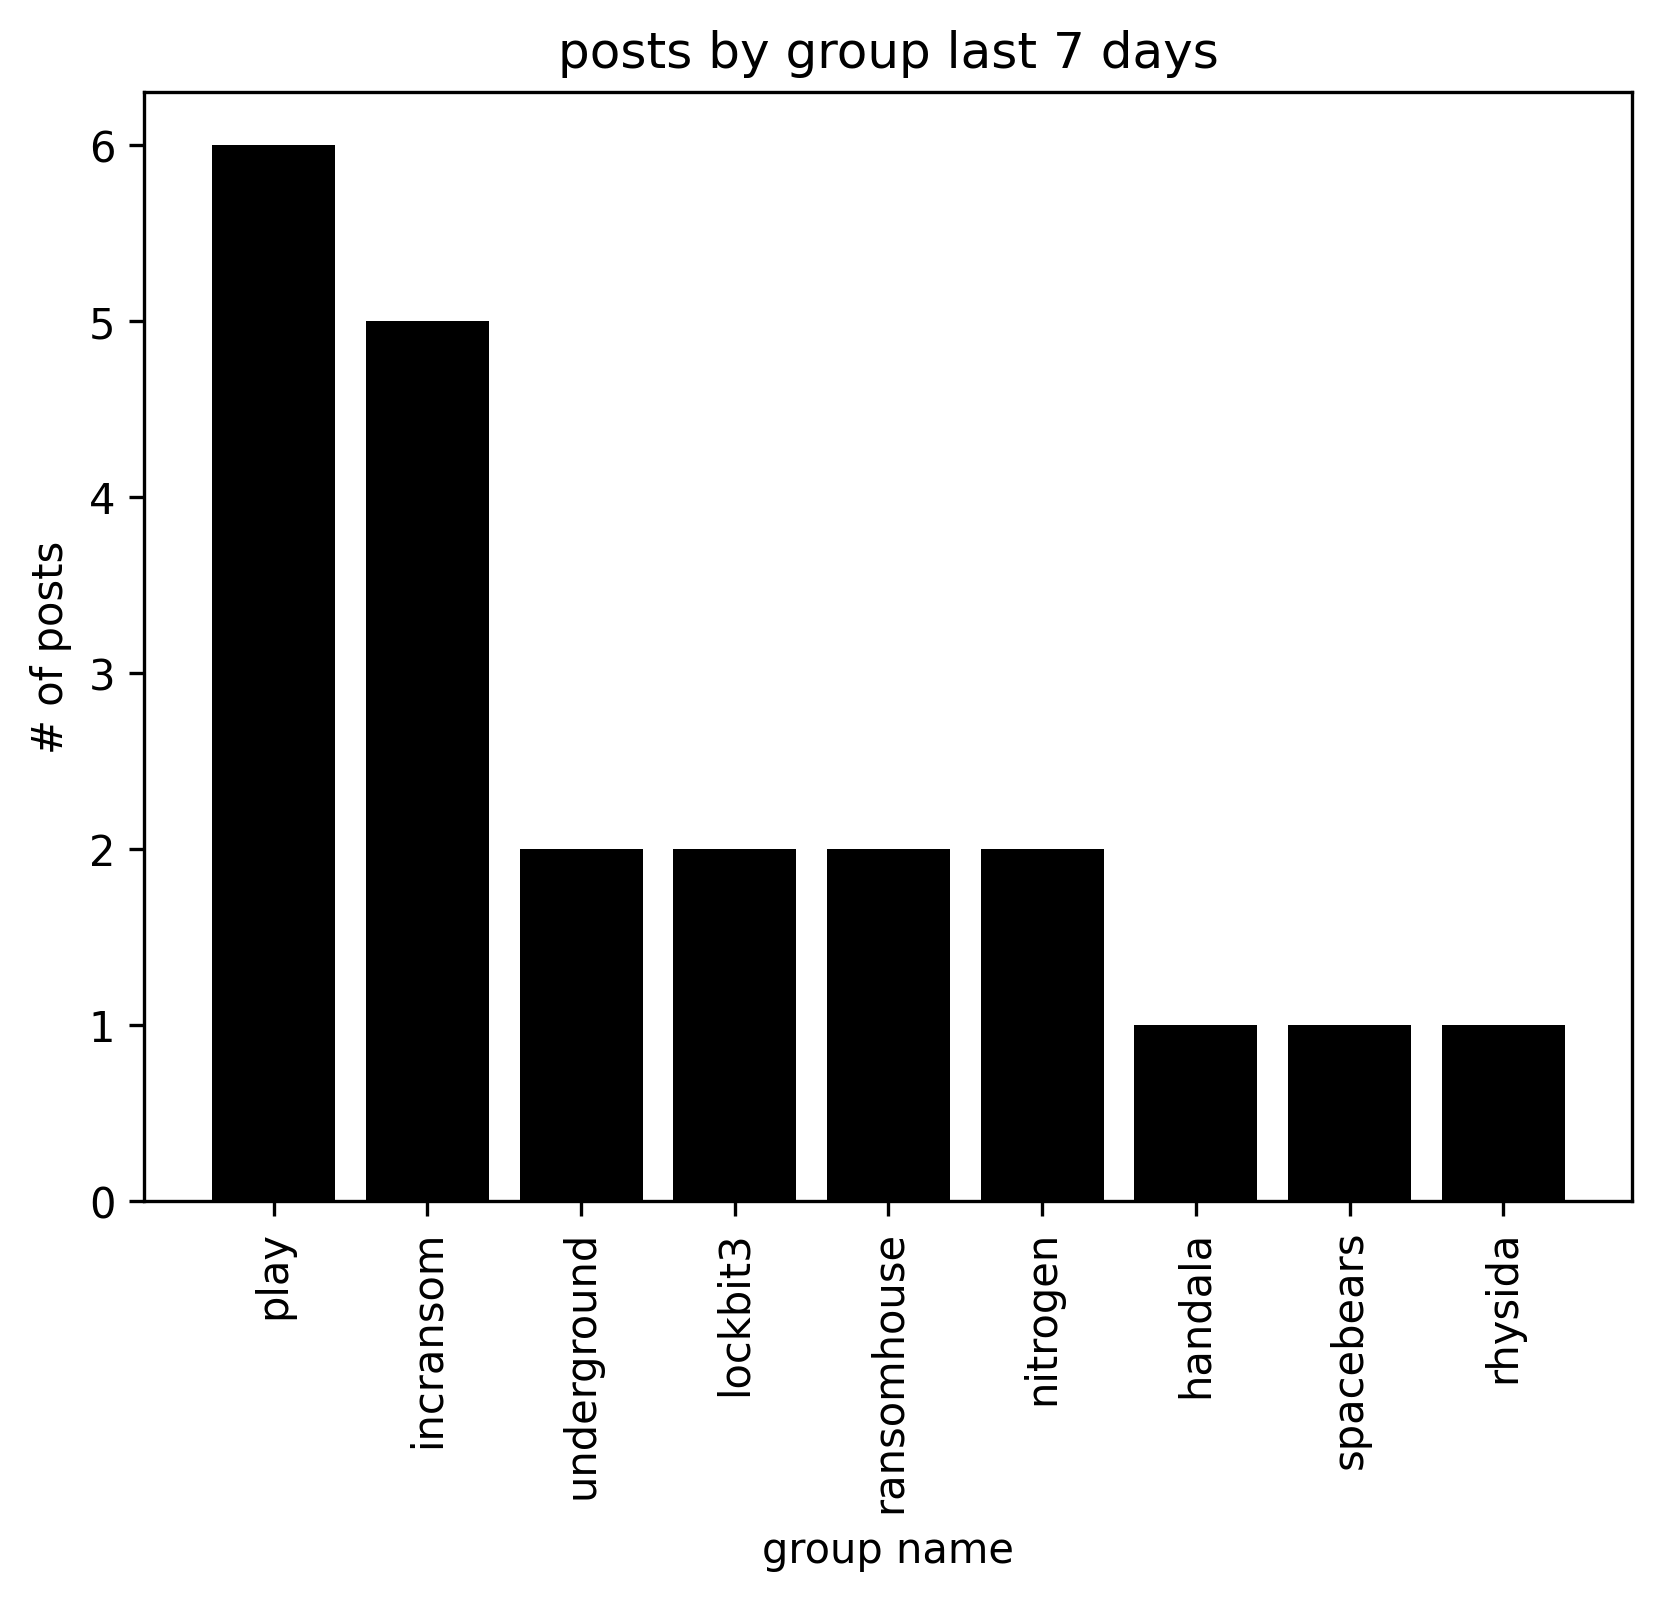 posts by group last 7 days
# of posts
6
5
4
3
2
1
0
play
incransom
underground
lockbit3
ransomhouse
nitrogen
handala
spacebears
rhysida
group name